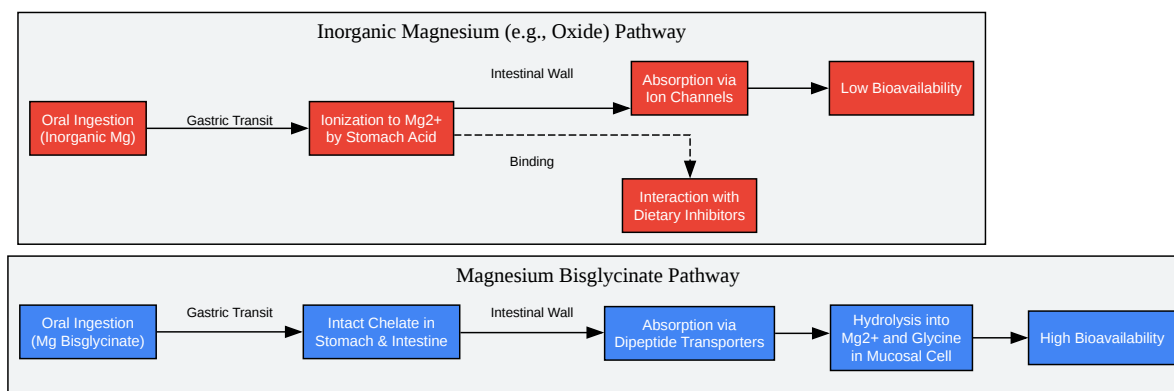 Inorganic Magnesium (e.g., Oxide) Pathway
Oral Ingestion
(Inorganic Mg)
Gastric Transit
Ionization to Mg2+
by Stomach Acid
Intestinal Wall
Absorption via
Ion Channels
Low Bioavailability
Binding
Interaction with
Dietary Inhibitors
Magnesium Bisglycinate Pathway
Oral Ingestion
(Mg Bisglycinate)
Gastric Transit
Intact Chelate in
Stomach & Intestine
Intestinal Wall
Absorption via
Dipeptide Transporters
Hydrolysis into
Mg2+ and Glycine
in Mucosal Cell
High Bioavailability